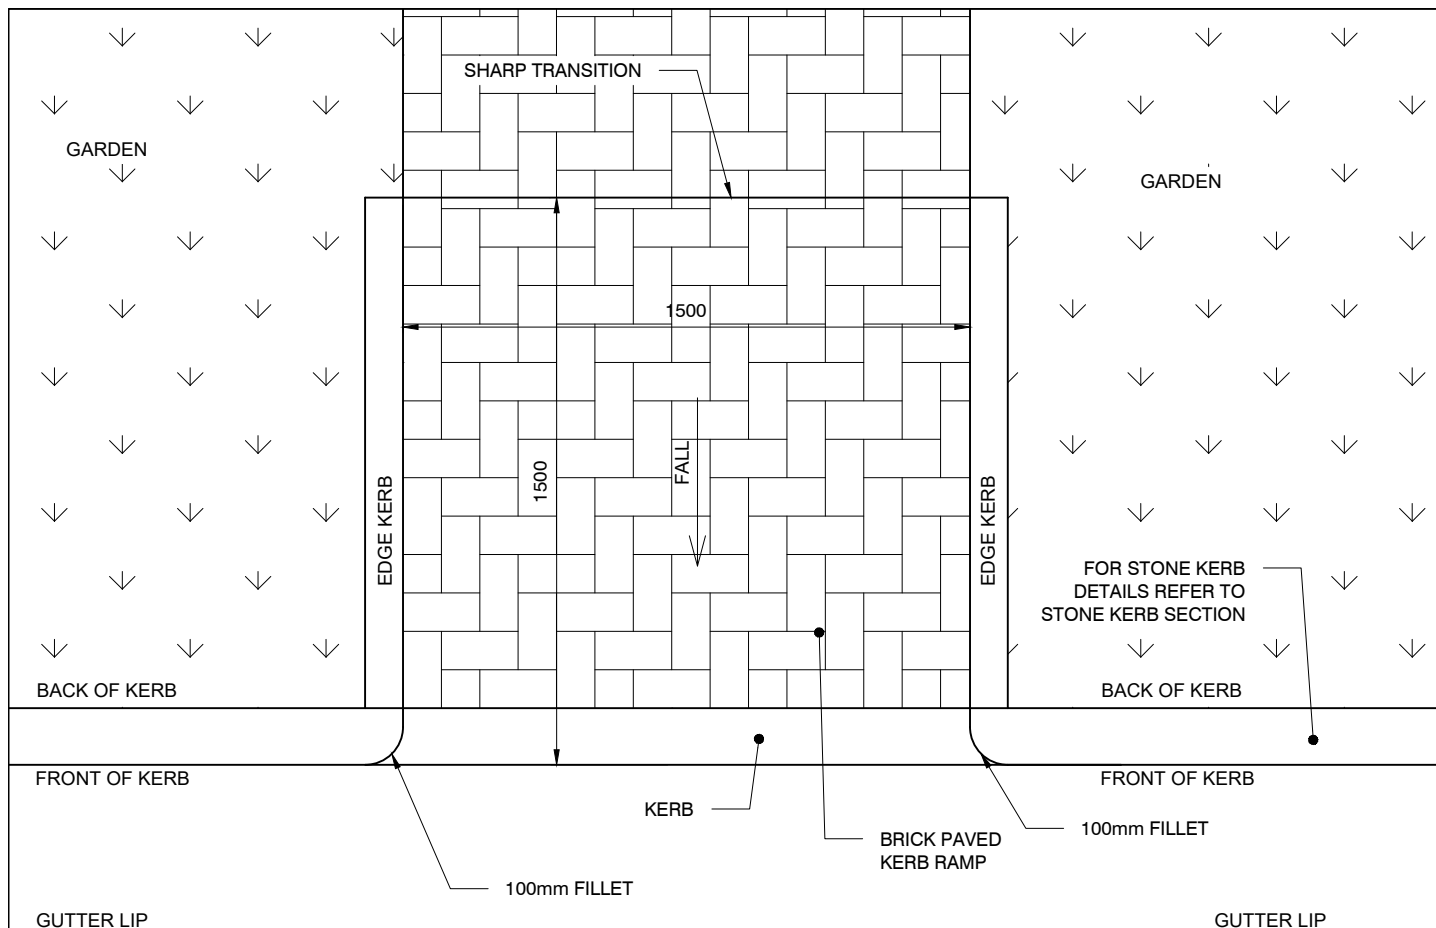 SHARP TRANSITION
GARDEN
GARDEN
1500
1500
FALL
EDGE KERB
EDGE KERB
FOR STONE KERB
DETAILS REFER TO
STONE KERB SECTION
BACK OF KERB
BACK OF KERB
FRONT OF KERB
FRONT OF KERB
KERB
BRICK PAVED
KERB RAMP
100mm FILLET
100mm FILLET
GUTTER LIP
GUTTER LIP